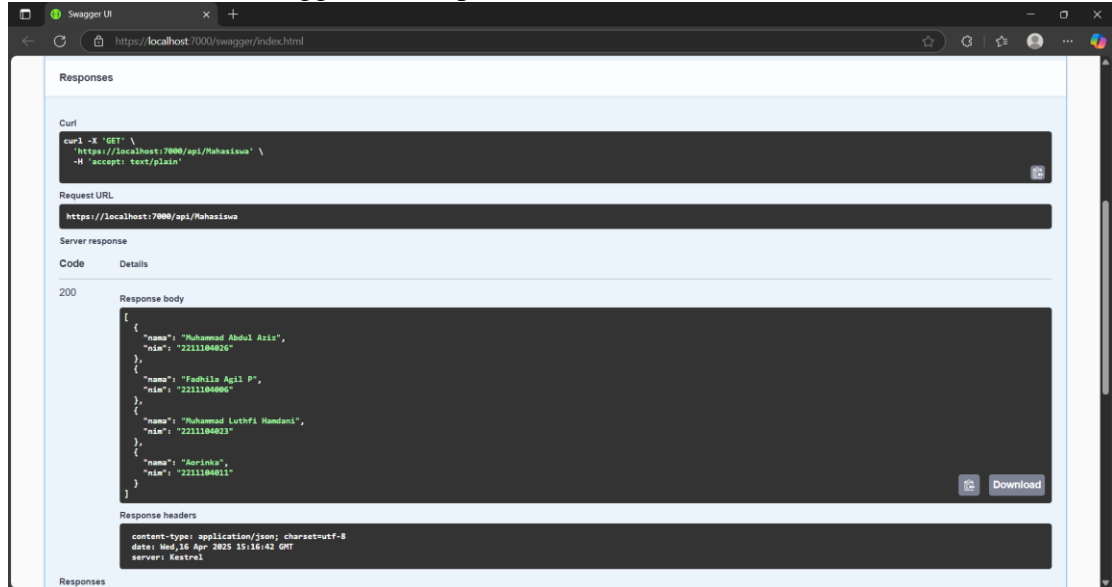 Swagger UI
https://localhost:7000/swagger/index.html
Responses
Curl
curl -X 'GET' \
'https://localhost:7000/api/Mahasiswa' \
-H 'accept: text/plain'
Request URL
https://localhost:7000/api/Mahasiswa
Server response
Code Details
200
Response body
[
{
"nama": "Muhammad Abdul Aziz",
"nim": "2211104026"
},
{
"nama": "Fadhila Agil P",
"nim": "2211104006"
},
{
"nama": "Muhammad Luthfi Hamdani",
"nim": "2211104023"
},
{
"nama": "Aorinka",
"nim": "2211104011"
}
]
Download
Response headers
content-type: application/json; charset=utf-8
date: Wed,16 Apr 2025 15:16:42 GMT
server: Kestrel
Responses